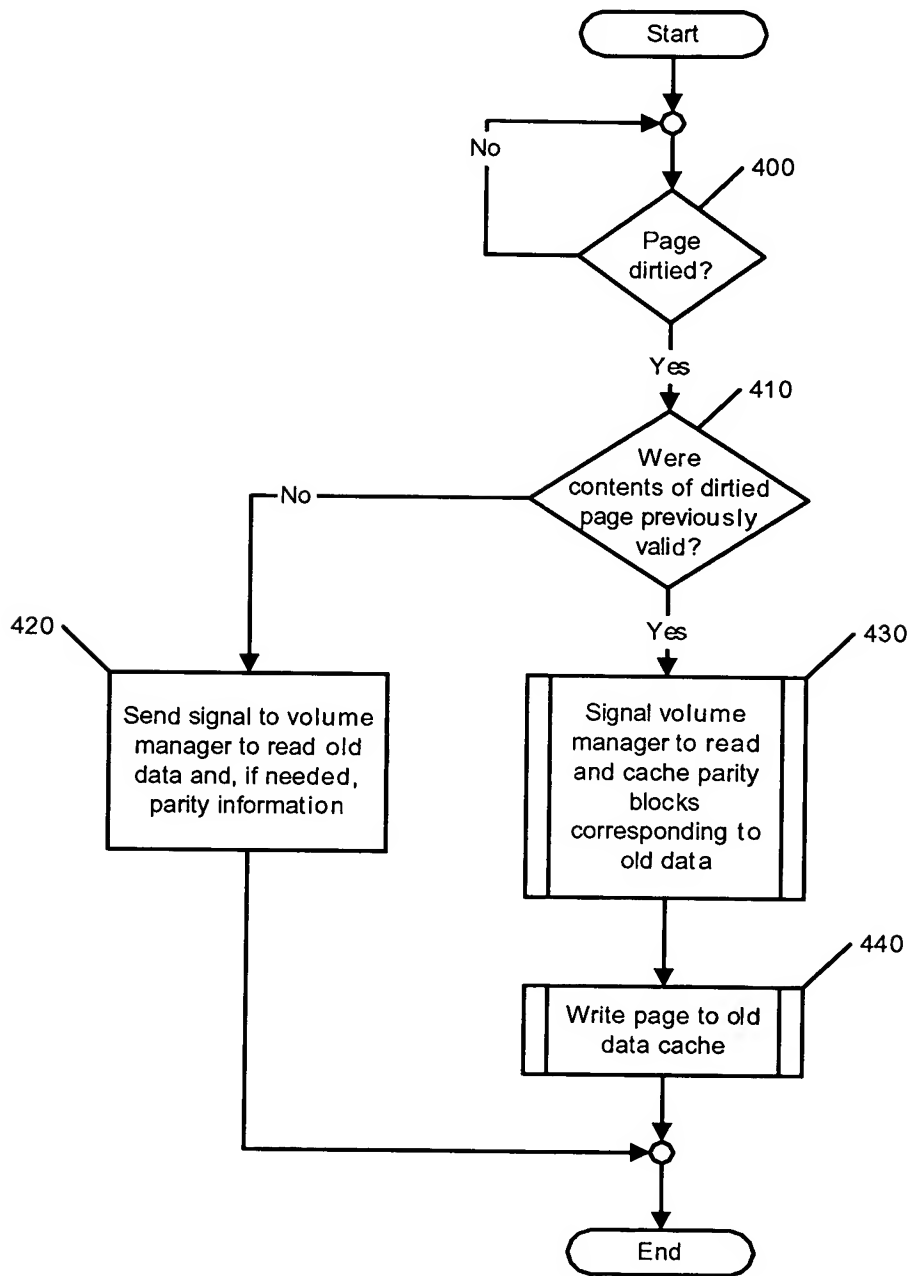 Start
No
400
Page
dirtied?
Yes
410
Were
contents of dirtied
page previously
valid?
No
Yes
420
430
Send signal to volume
manager to read old
data and, if needed,
parity information
Signal volume
manager to read
and cache parity
blocks
corresponding to
old data
440
Write page to old
data cache
End